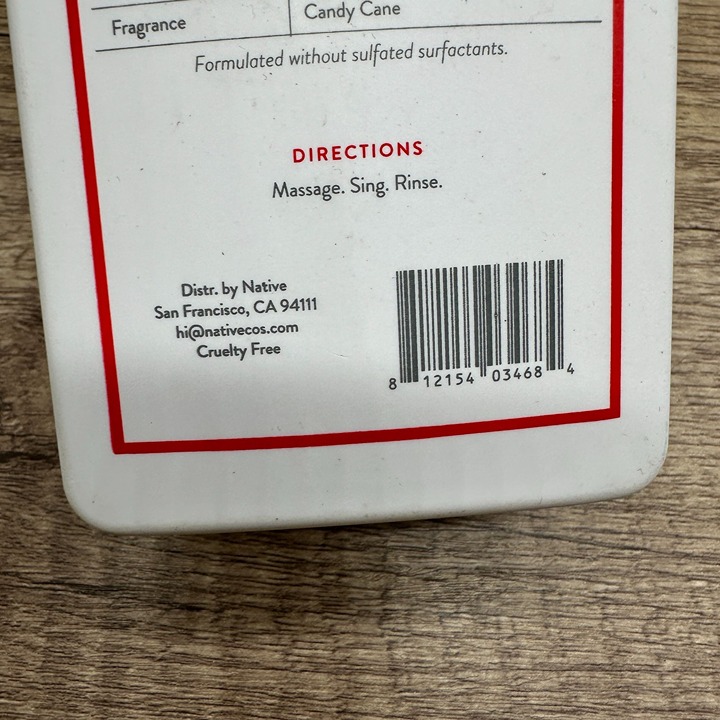 Fragrance Candy Cane
Formulated without sulfated surfactants.
DIRECTIONS
Massage. Sing. Rinse.
Distr. by Native
San Francisco, CA 94111
hi@nativecos.com
Cruelty Free
8 12154 03468 4